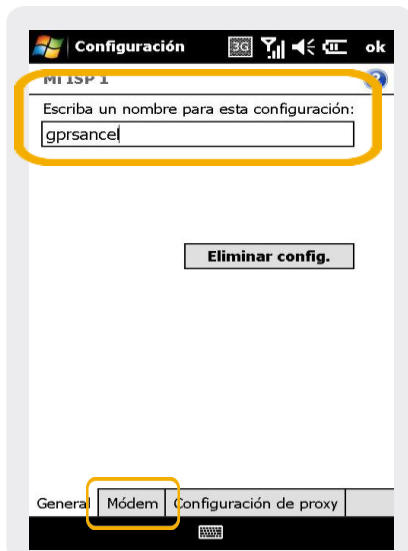 Configuración 3G ok
Mi ISP 1
Escriba un nombre para esta configuración:
gprsancel
Eliminar config.
General Módem Configuración de proxy